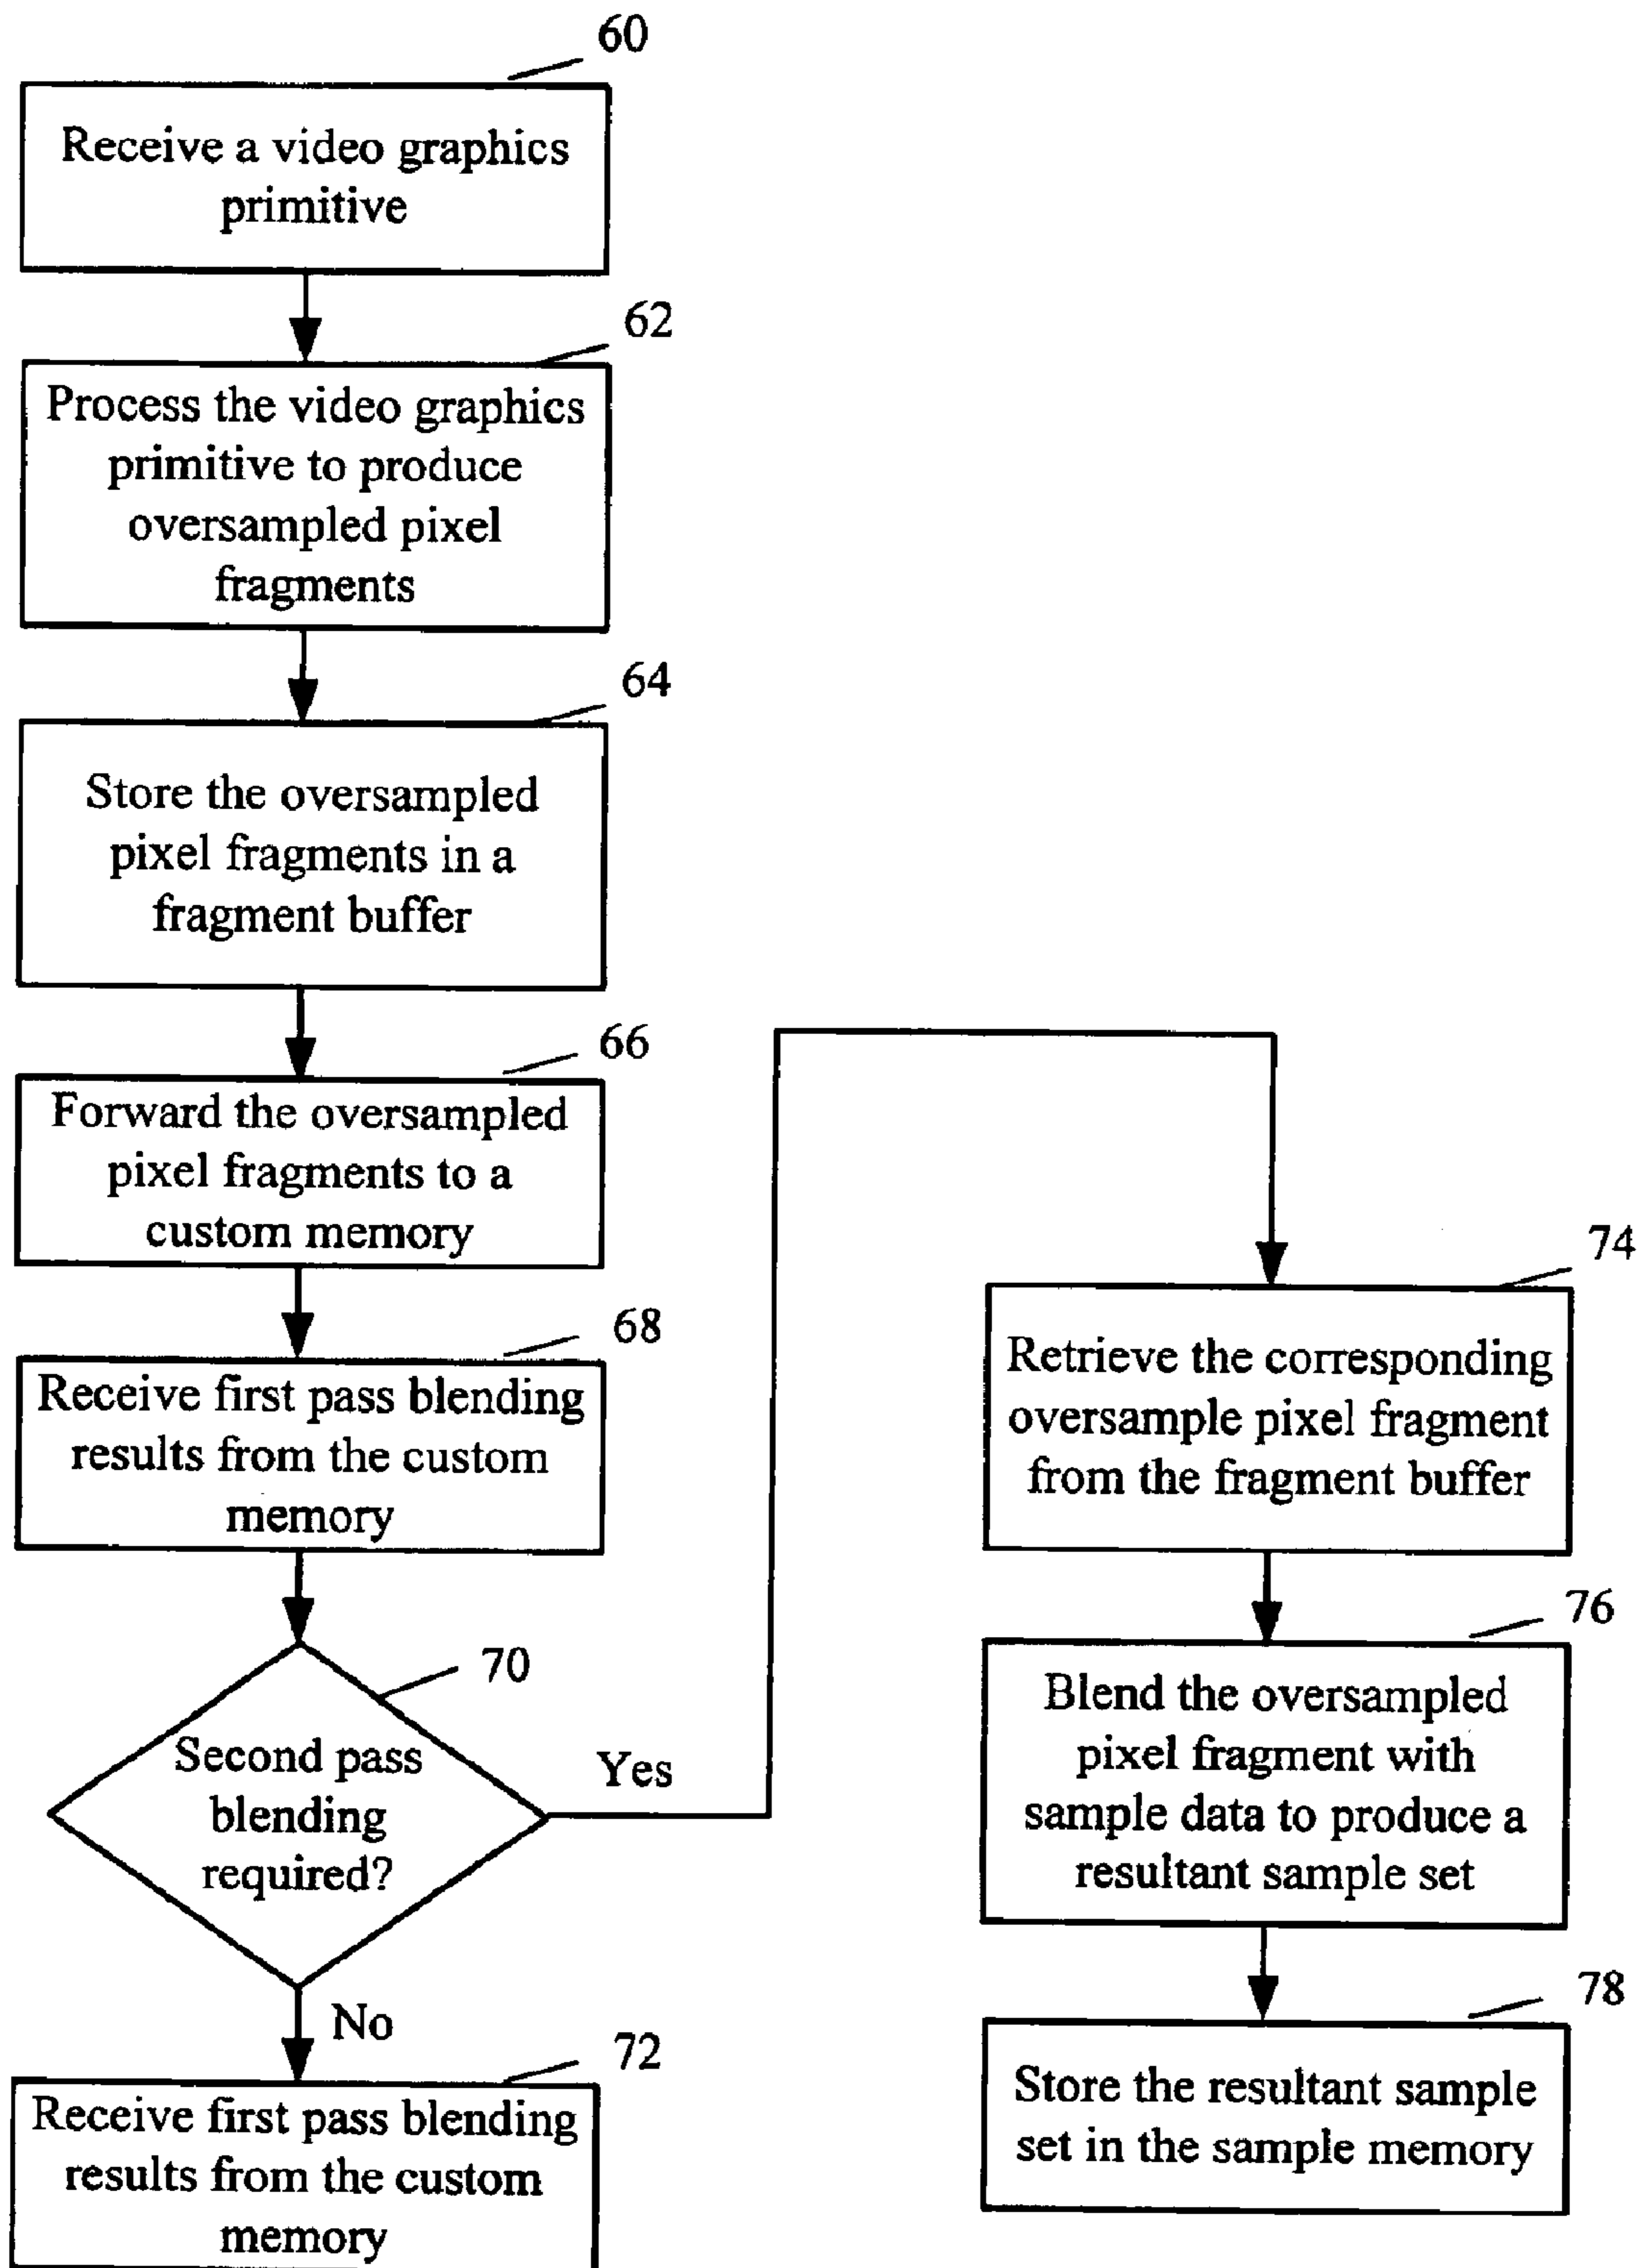 60
Receive a video graphics
primitive
62
Process the video graphics
primitive to produce
oversampled pixel
fragments
64
Store the oversampled
pixel fragments in a
fragment buffer
66
Forward the oversampled
pixel fragments to a
custom memory
68
Receive first pass blending
results from the custom
memory
70
Second pass
blending
required?
Yes
No
72
Receive first pass blending
results from the custom
memory
74
Retrieve the corresponding
oversample pixel fragment
from the fragment buffer
76
Blend the oversampled
pixel fragment with
sample data to produce a
resultant sample set
78
Store the resultant sample
set in the sample memory